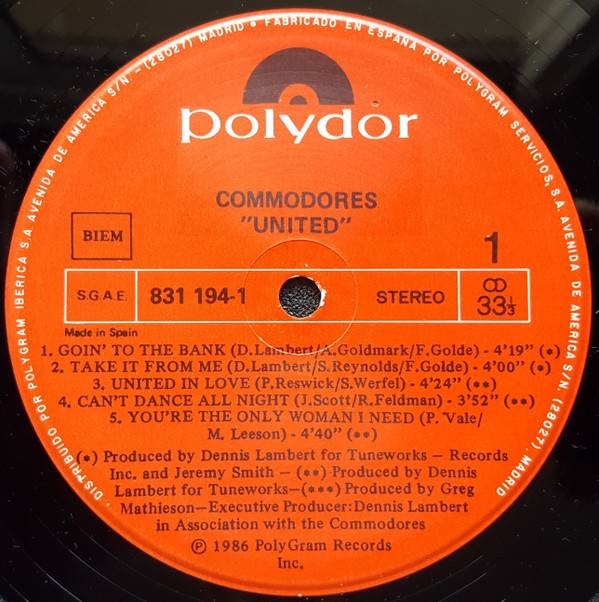 · DISTRIBUIDO POR POLYGRAM IBERICA S.A. AVENIDA DE AMERICA S/N. - (28027) MADRID • FABRICADO EN ESPAÑA POR POLYGRAM SERVICIOS, S.A. AVENIDA DE AMERICA S/N. (28027). MADRID
polydor
COMMODORES
"UNITED"
BIEM
1
S.G.A.E.
831 194-1
STEREO
33 1/3
Made in Spain
1. GOIN' TO THE BANK (D.Lambert/A.Goldmark/F.Golde) - 4'19" (*)
2. TAKE IT FROM ME (D.Lambert/S.Reynolds/F.Golde) - 4'00" (*)
3. UNITED IN LOVE (P.Reswick/S.Werfel) - 4'24" (**)
4. CAN'T DANCE ALL NIGHT (J.Scott/R.Feldman) - 3'52" (**)
5. YOU'RE THE ONLY WOMAN I NEED (P. Vale/
M. Leeson) - 4'40" (**)
(*) Produced by Dennis Lambert for Tuneworks — Records
Inc. and Jeremy Smith — (**) Produced by Dennis
Lambert for Tuneworks—(***) Produced by Greg
Mathieson—Executive Producer:Dennis Lambert
in Association with the Commodores
℗ 1986 PolyGram Records
Inc.